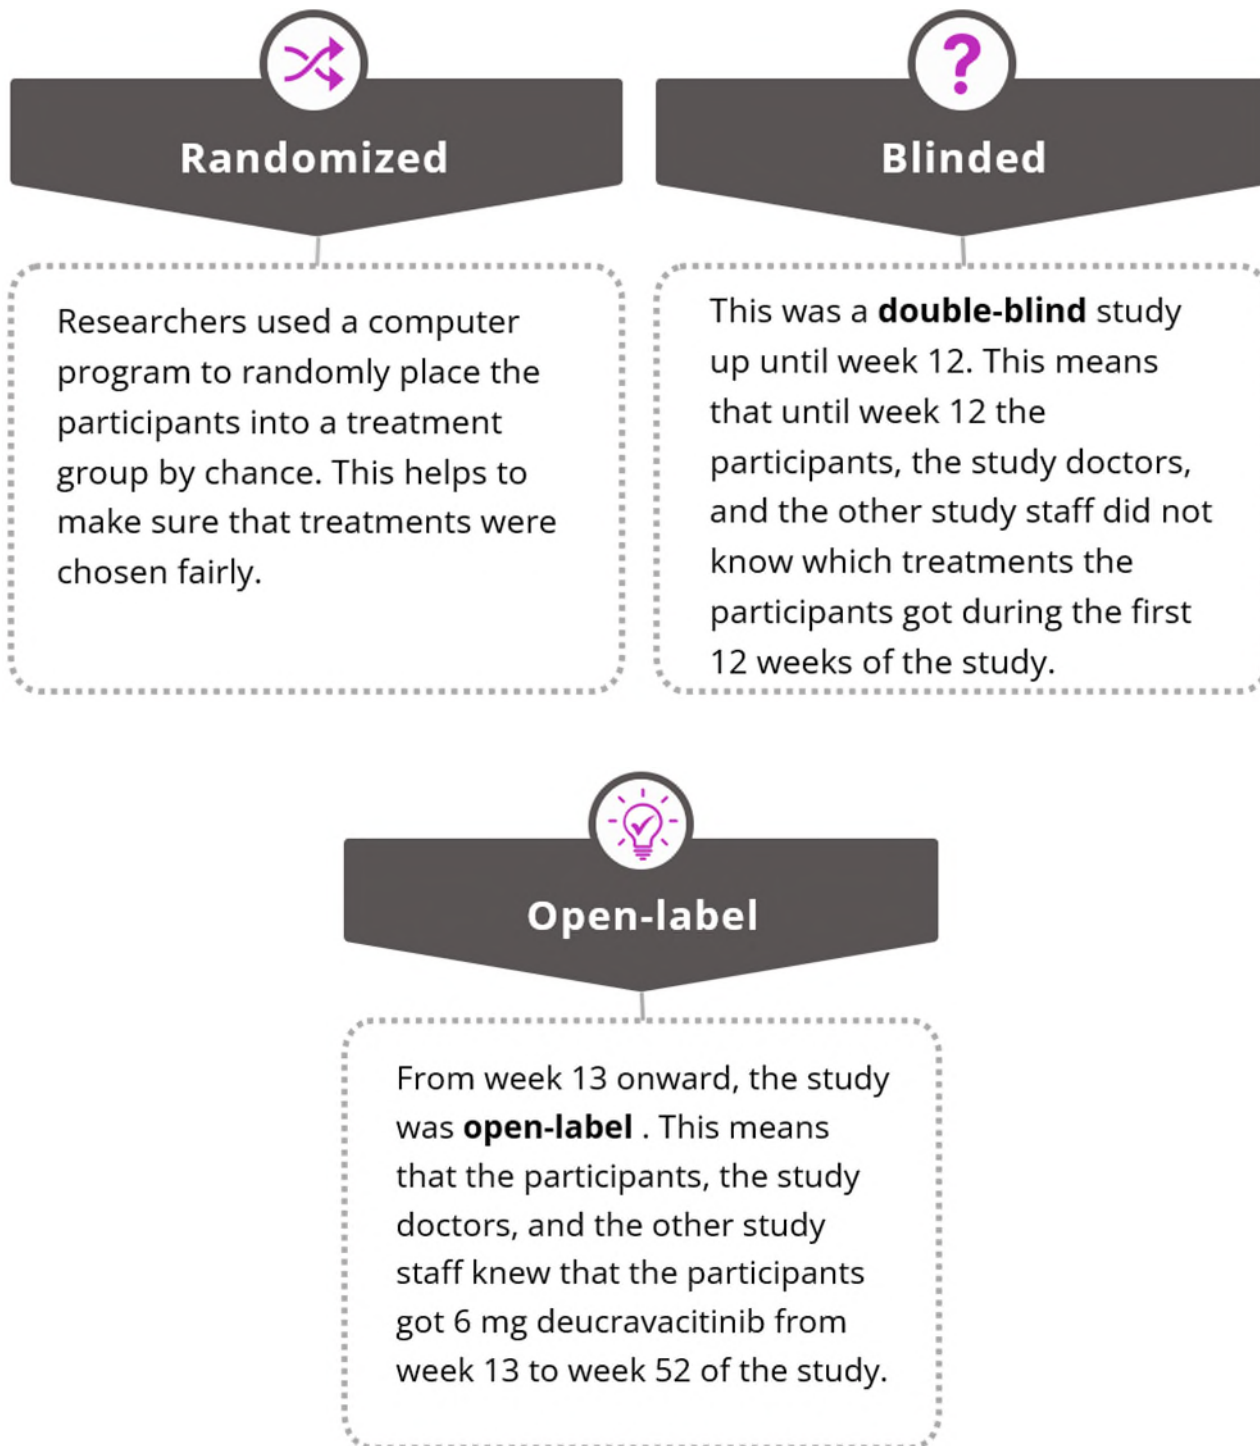 Randomized
Researchers used a computer
program to randomly place the
participants into a treatment
group by chance. This helps to
make sure that treatments were
chosen fairly.
?
Blinded
This was a double-blind study
up until week 12. This means
that until week 12 the
participants, the study doctors,
and the other study staff did not
know which treatments the
participants got during the first
12 weeks of the study.
Open-label
From week 13 onward, the study
was open-label . This means
that the participants, the study
doctors, and the other study
staff knew that the participants
got 6 mg deucravacitinib from
week 13 to week 52 of the study.